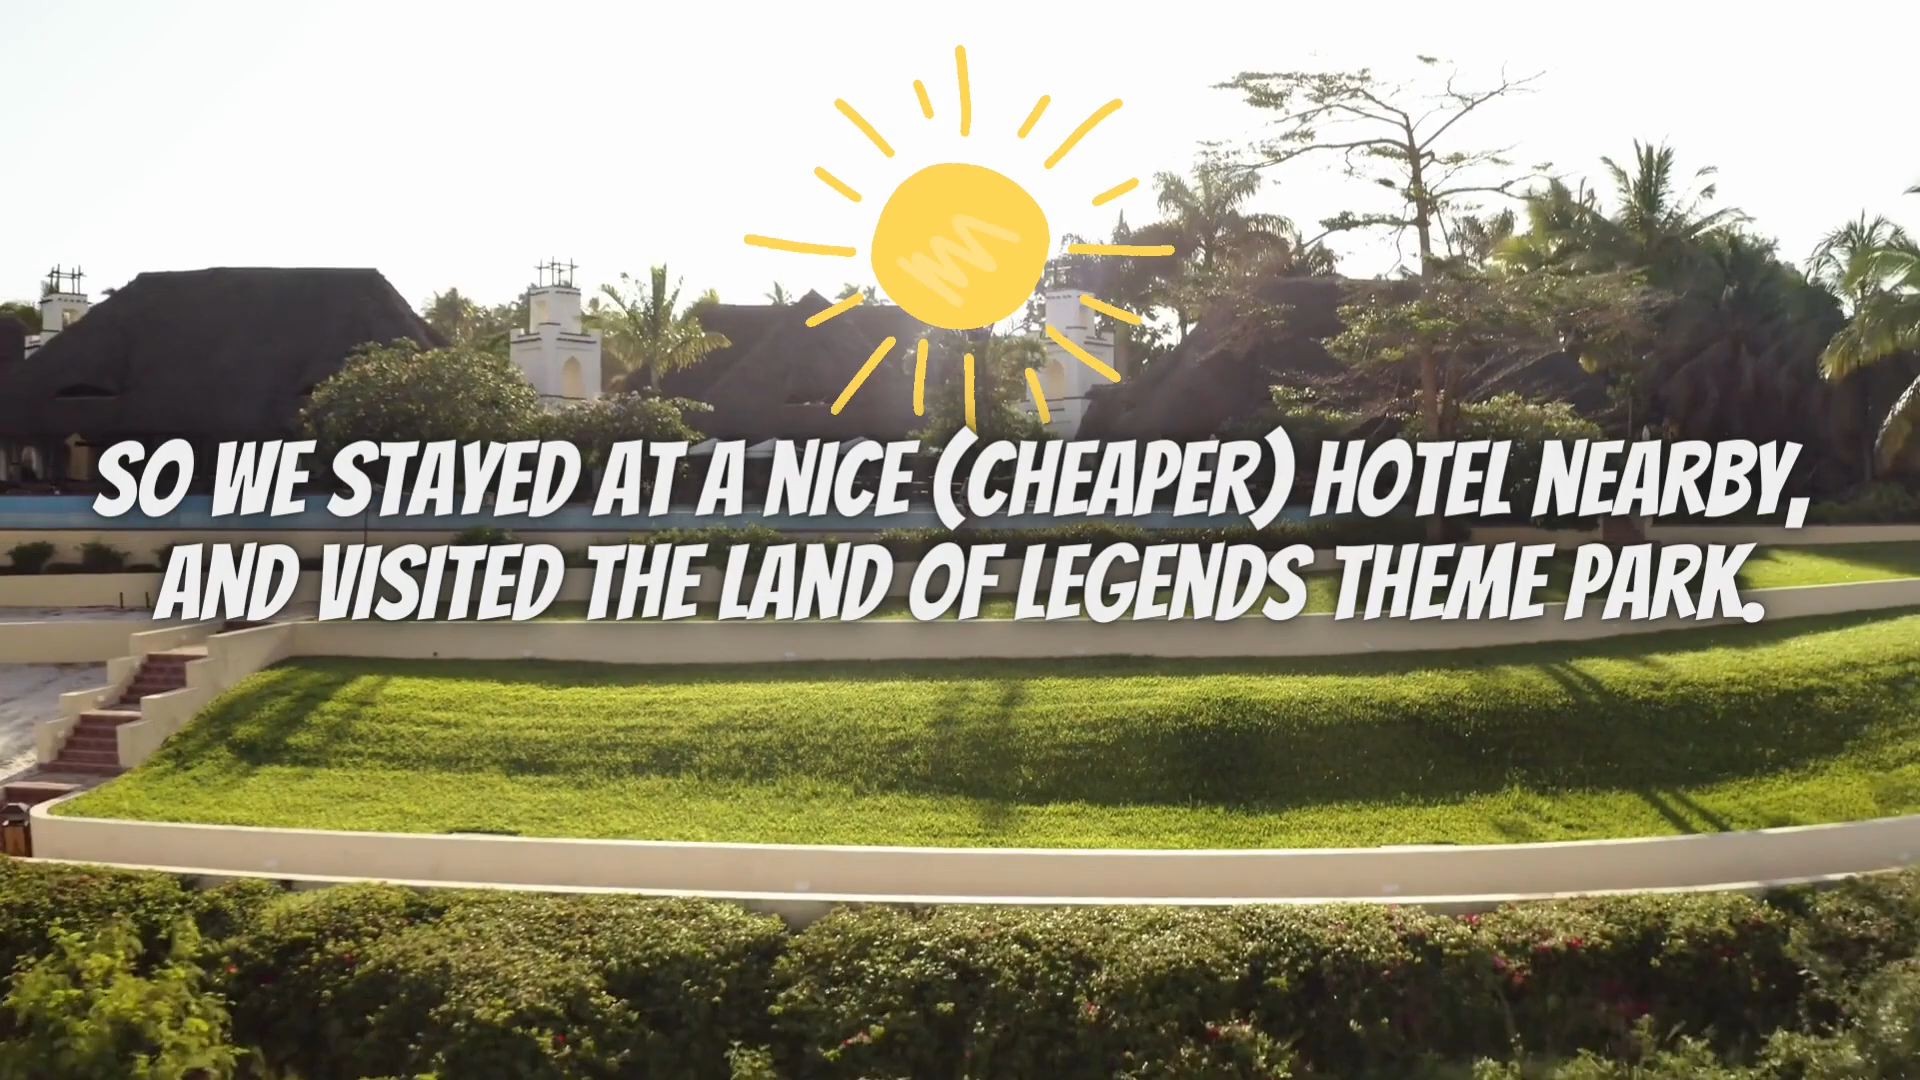 SO WE STAYED AT A NICE (CHEAPER) HOTEL NEARBY,
AND VISITED THE LAND OF LEGENDS THEME PARK.